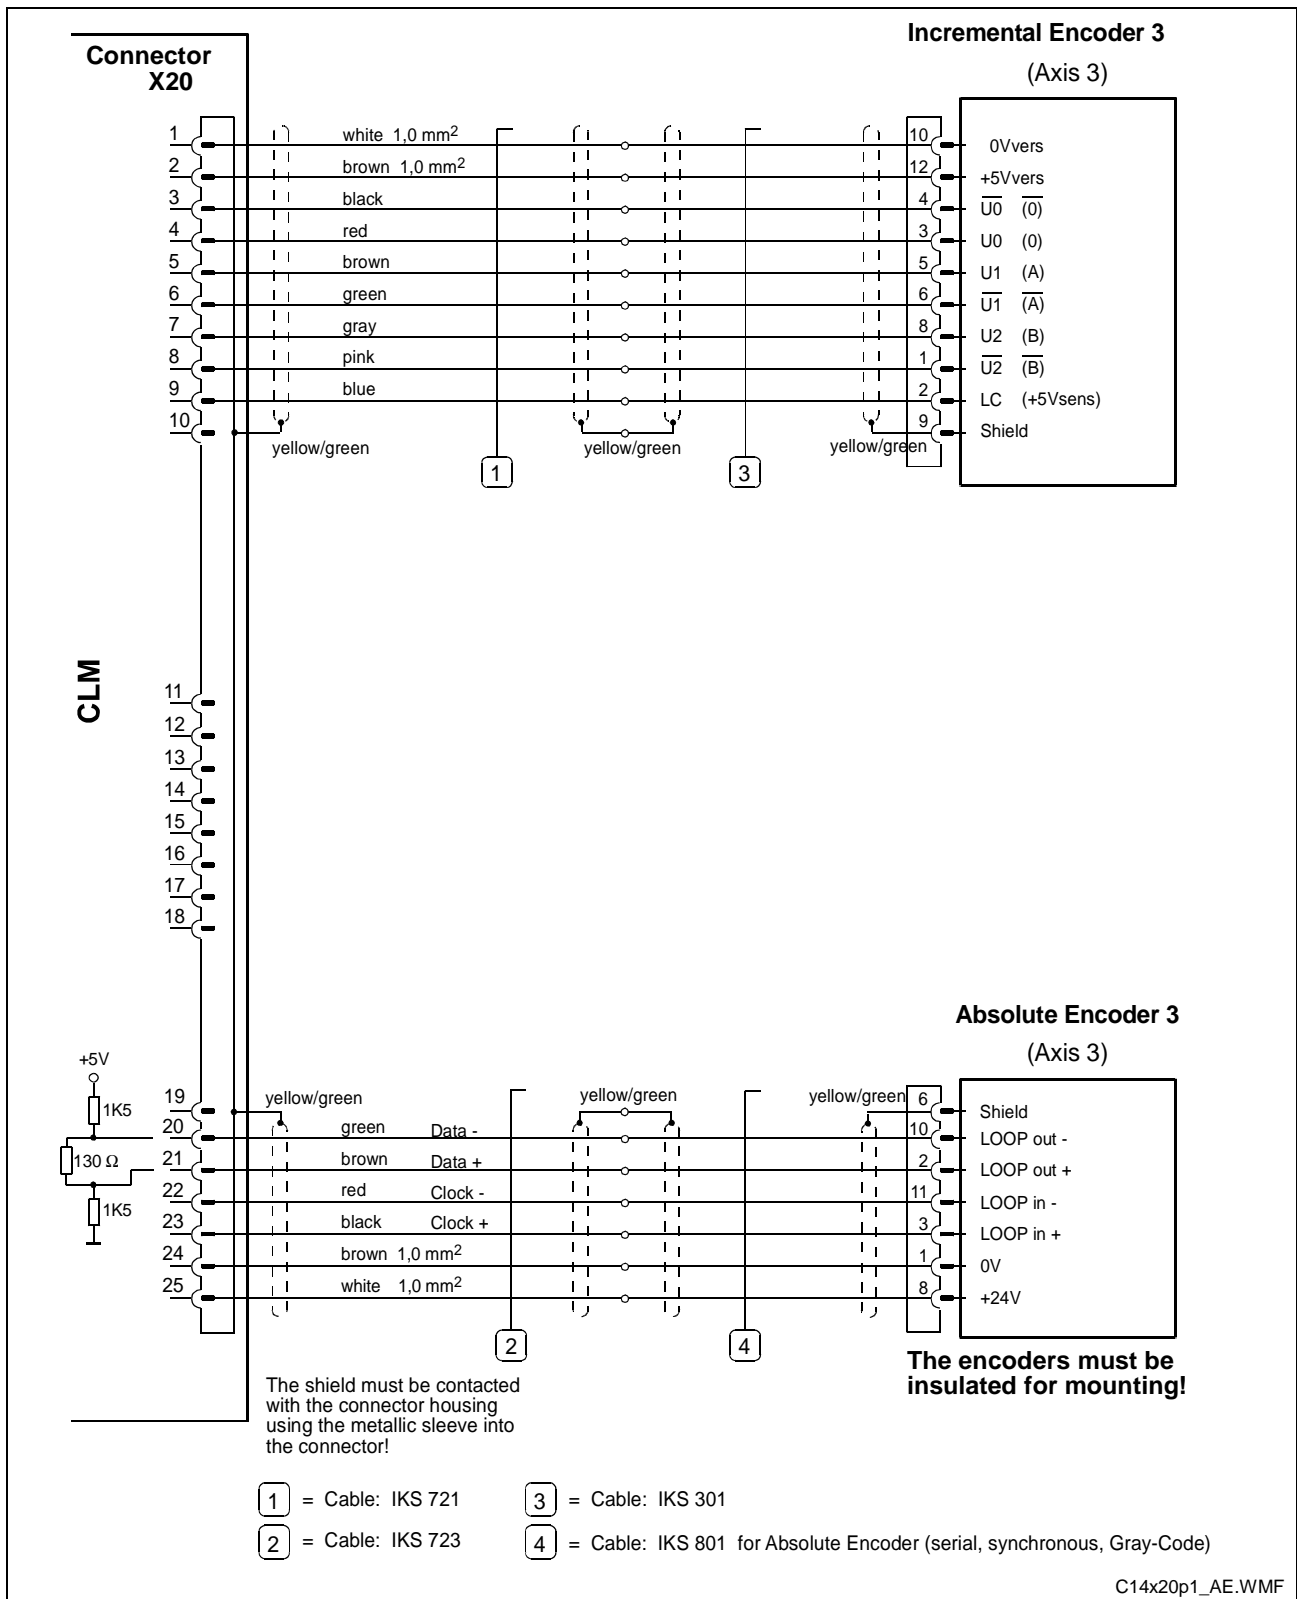 Incremental Encoder 3
(Axis 3)
Connector
X20
1 white 1,0 mm2 10 0Vvers
2 brown 1,0 mm2 12 +5Vvers
3 black 4 U0 (0)
4 red 3 U0 (0)
5 brown 5 U1 (A)
6 green 6 U1 (A)
7 gray 8 U2 (B)
8 pink 1 U2 (B)
9 blue 2 LC (+5Vsens)
10 9 Shield
yellow/green yellow/green yellow/green
1 3
CLM
11
12
13
14
15
16
17
18
Absolute Encoder 3
(Axis 3)
+5V
1K5
130 Ω
1K5
19 yellow/green yellow/green yellow/green 6 Shield
20 green Data - 10 LOOP out -
21 brown Data + 2 LOOP out +
22 red Clock - 11 LOOP in -
23 black Clock + 3 LOOP in +
24 brown 1,0 mm2 1 0V
25 white 1,0 mm2 8 +24V
2 4
The encoders must be
insulated for mounting!
The shield must be contacted
with the connector housing
using the metallic sleeve into
the connector!
1 = Cable: IKS 721
3 = Cable: IKS 301
2 = Cable: IKS 723
4 = Cable: IKS 801 for Absolute Encoder (serial, synchronous, Gray-Code)
C14x20p1_AE.WMF